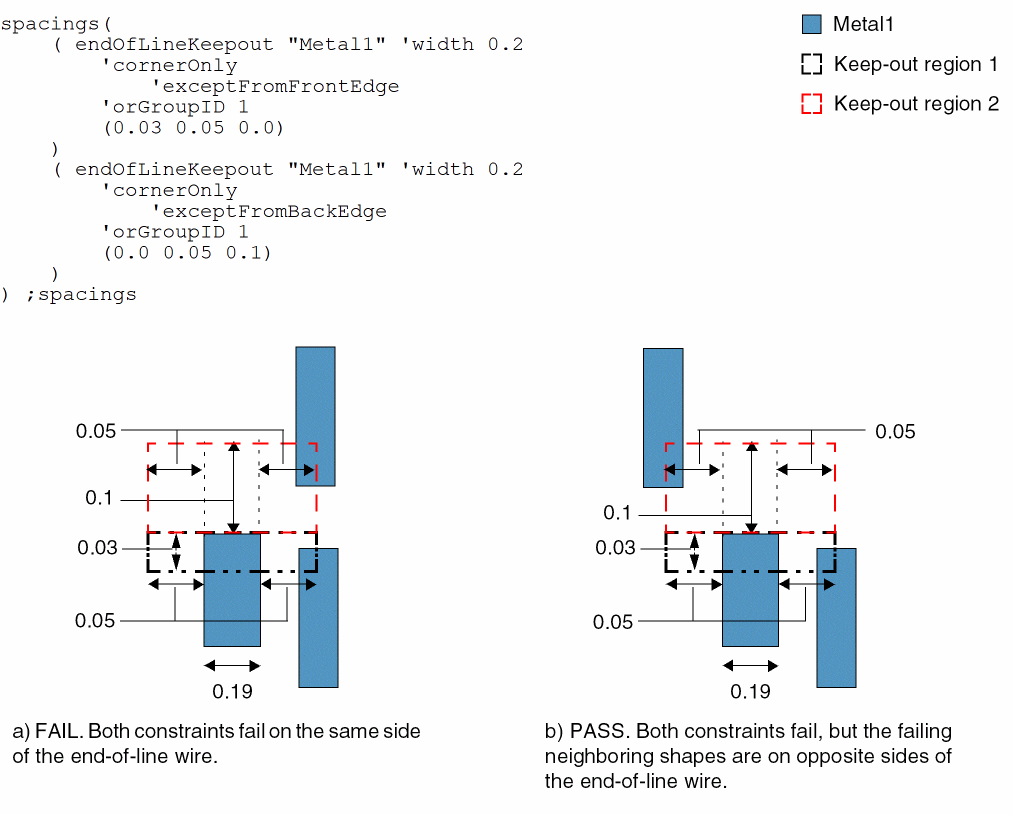 spacings(
( endOfLineKeepout "Metal1" 'width 0.2
'cornerOnly
'exceptFromFrontEdge
'orGroupID 1
(0.03 0.05 0.0)
)
( endOfLineKeepout "Metal1" 'width 0.2
'cornerOnly
'exceptFromBackEdge
'orGroupID 1
(0.0 0.05 0.1)
)
) ;spacings
Metal1
Keep-out region 1
Keep-out region 2
0.05
0.1
0.03
0.05
0.19
a) FAIL. Both constraints fail on the same side
of the end-of-line wire.
0.05
0.1
0.03
0.05
0.19
b) PASS. Both constraints fail, but the failing
neighboring shapes are on opposite sides of
the end-of-line wire.